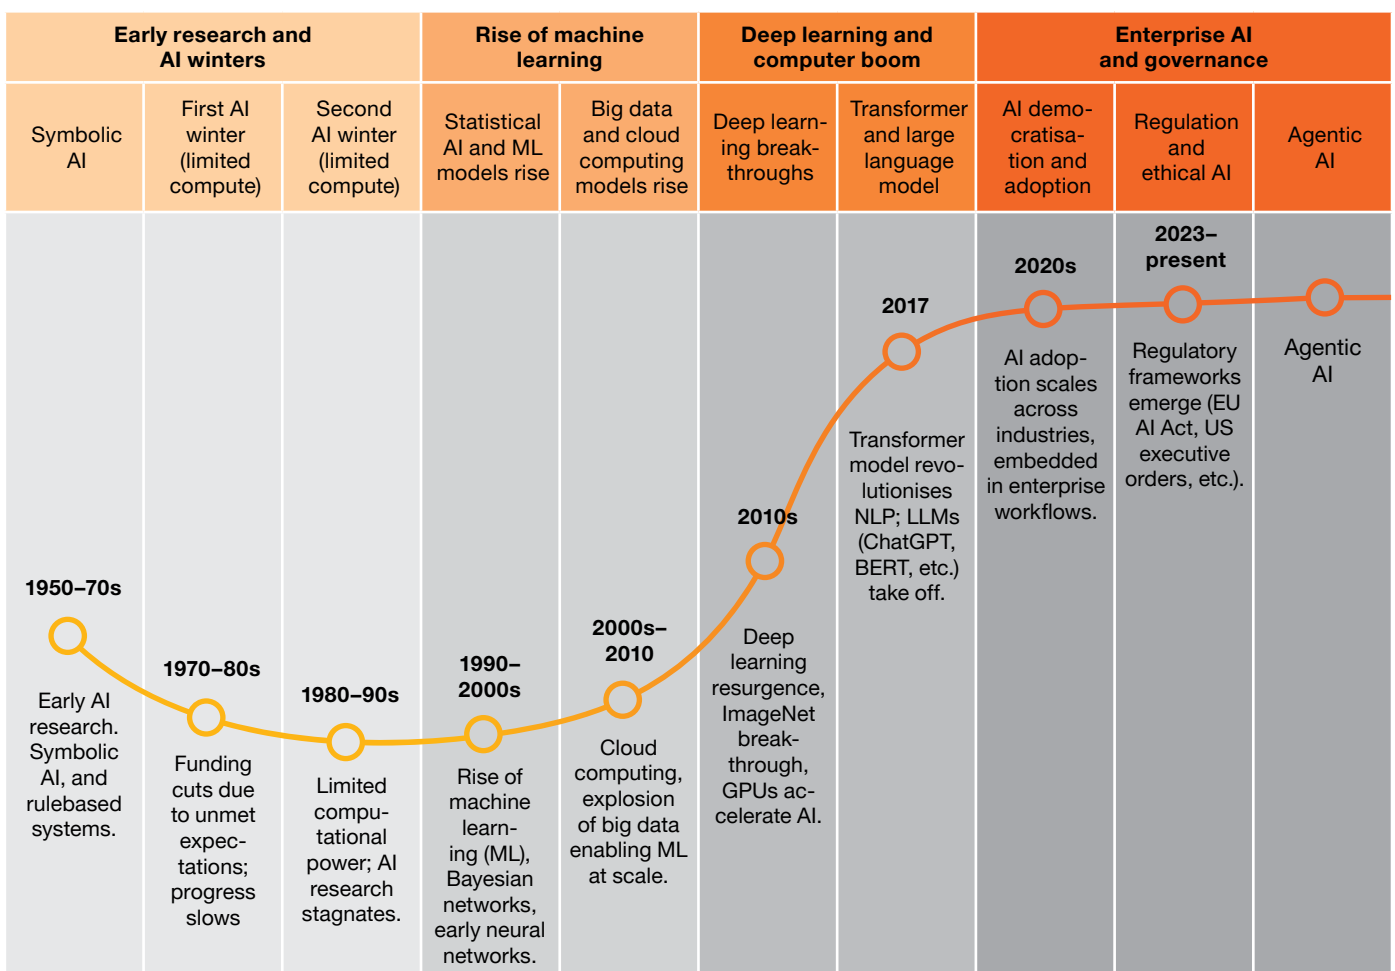 Early research and
AI winters
Rise of machine
learning
Deep learning and
computer boom
Enterprise AI
and governance
Symbolic
AI
First AI
winter
(limited
compute)
Second
AI winter
(limited
compute)
Statistical
AI and ML
models rise
Big data
and cloud
computing
models rise
Deep learn-
ing break-
throughs
Transformer
and large
language
model
AI demo-
cratisa-
tion and
adoption
Regulation
and
ethical AI
Agentic
AI
1950–70s
Early AI
research.
Symbolic
AI, and
rulebased
systems.
1970–80s
Funding
cuts due
to unmet
expec-
tations;
progress
slows
1980–90s
Limited
compu-
tational
power; AI
research
stagnates.
1990–
2000s
Rise of
machine
learn-
ing (ML),
Bayesian
networks,
early neural
networks.
2000s–
2010
Cloud
computing,
explosion
of big data
enabling ML
at scale.
2010s
Deep
learning
resurgence,
ImageNet
break-
through,
GPUs ac-
celerate AI.
2017
Transformer
model revo-
lutionises
NLP; LLMs
(ChatGPT,
BERT, etc.)
take off.
2020s
AI adop-
tion scales
across
industries,
embedded
in enterprise
workflows.
2023–
present
Regulatory
frameworks
emerge (EU
AI Act, US
executive
orders, etc.).
Agentic
AI